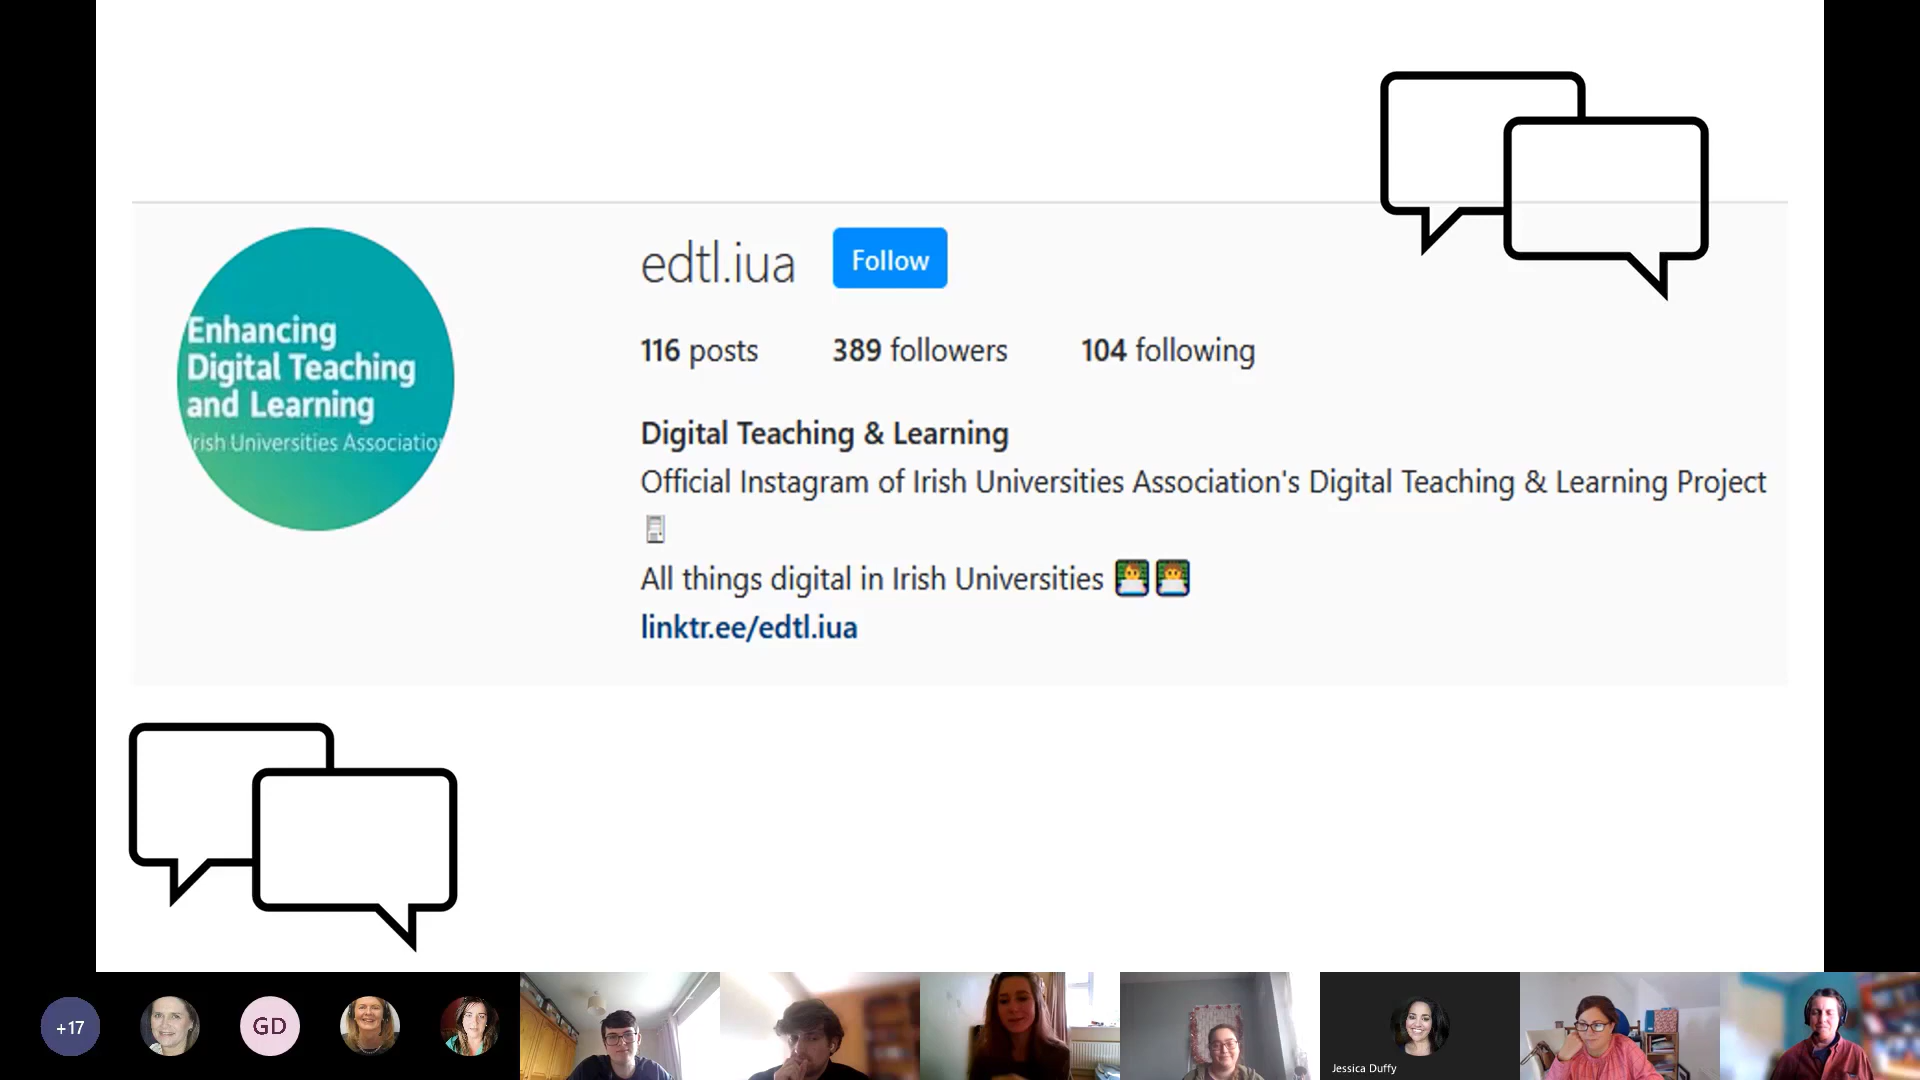 Enhancing
Digital Teaching
and Learning
Irish Universities Association
edtl.iua
Follow
116 posts 389 followers 104 following
Digital Teaching & Learning
Official Instagram of Irish Universities Association's Digital Teaching & Learning Project
All things digital in Irish Universities
linktr.ee/edtl.iua
+17
GD
Jessica Duffy